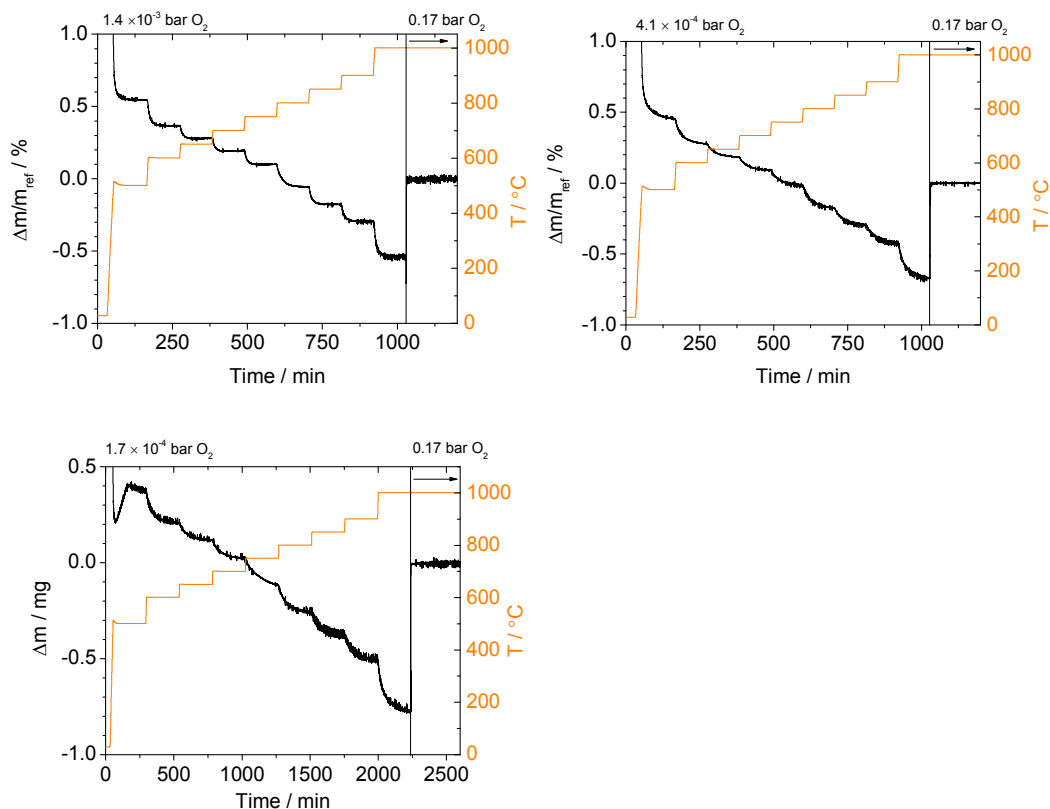 1.4 ×10⁻³ bar O₂ 0.17 bar O₂
1.0
0.5
0.0
-0.5
-1.0
Δm/m_ref / %
1000
800
600
400
200
0
T / °C
0 250 500 750 1000
Time / min
4.1 ×10⁻⁴ bar O₂ 0.17 bar O₂
1.0
0.5
0.0
-0.5
-1.0
Δm/m_ref / %
1000
800
600
400
200
0
T / °C
0 250 500 750 1000
Time / min
1.7 × 10⁻⁴ bar O₂ 0.17 bar O₂
0.5
0.0
-0.5
-1.0
Δm / mg
1000
800
600
400
200
0
T / °C
0 500 1000 1500 2000 2500
Time / min